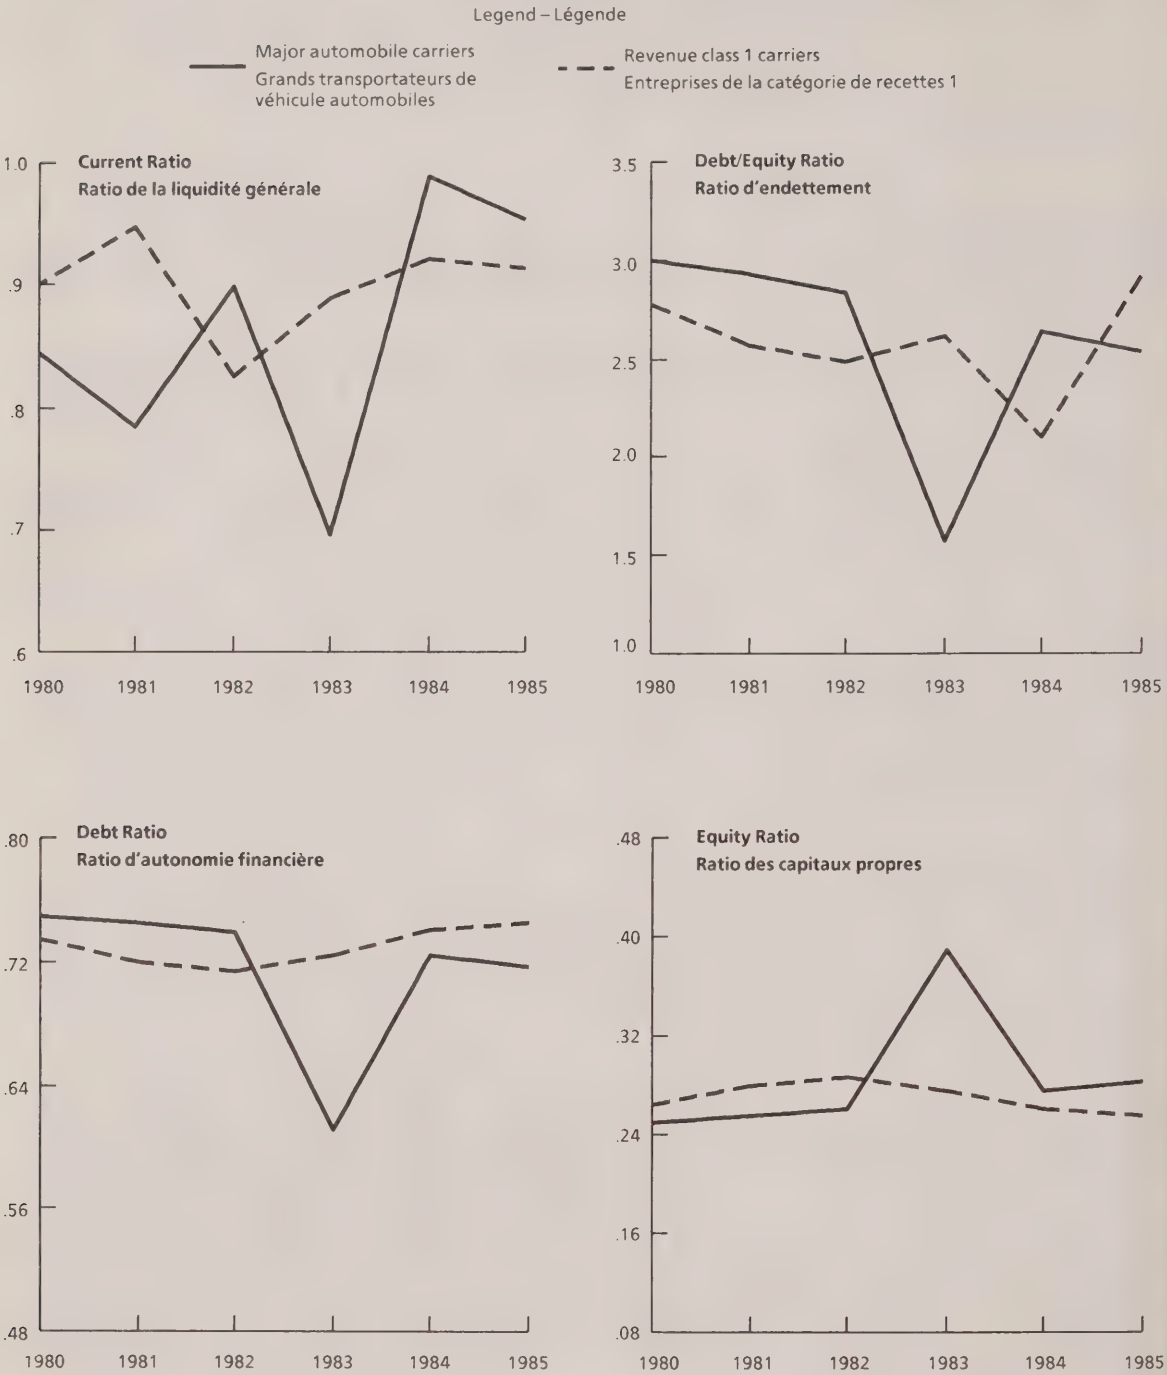 Legend – Légende
Major automobile carriers
Grands transportateurs de
véhicule automobiles
Revenue class 1 carriers
Entreprises de la catégorie de recettes 1
Current Ratio
Ratio de la liquidité générale
1.0
.9
.8
.7
.6
1980 1981 1982 1983 1984 1985
Debt/Equity Ratio
Ratio d'endettement
3.5
3.0
2.5
2.0
1.5
1.0
1980 1981 1982 1983 1984 1985
Debt Ratio
Ratio d'autonomie financière
.80
.72
.64
.56
.48
1980 1981 1982 1983 1984 1985
Equity Ratio
Ratio des capitaux propres
.48
.40
.32
.24
.16
.08
1980 1981 1982 1983 1984 1985